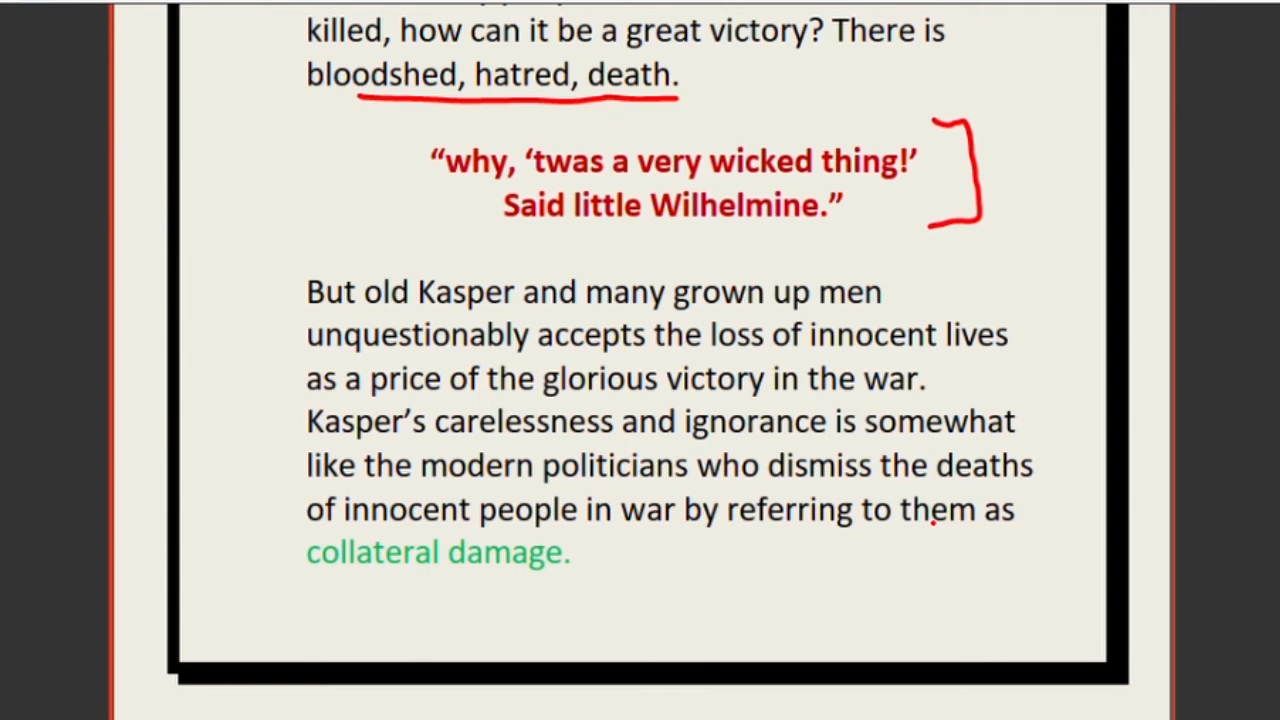 killed, how can it be a great victory? There is
bloodshed, hatred, death.
“why, ‘twas a very wicked thing!’
Said little Wilhelmine.”
But old Kasper and many grown up men
unquestionably accepts the loss of innocent lives
as a price of the glorious victory in the war.
Kasper’s carelessness and ignorance is somewhat
like the modern politicians who dismiss the deaths
of innocent people in war by referring to them as
collateral damage.